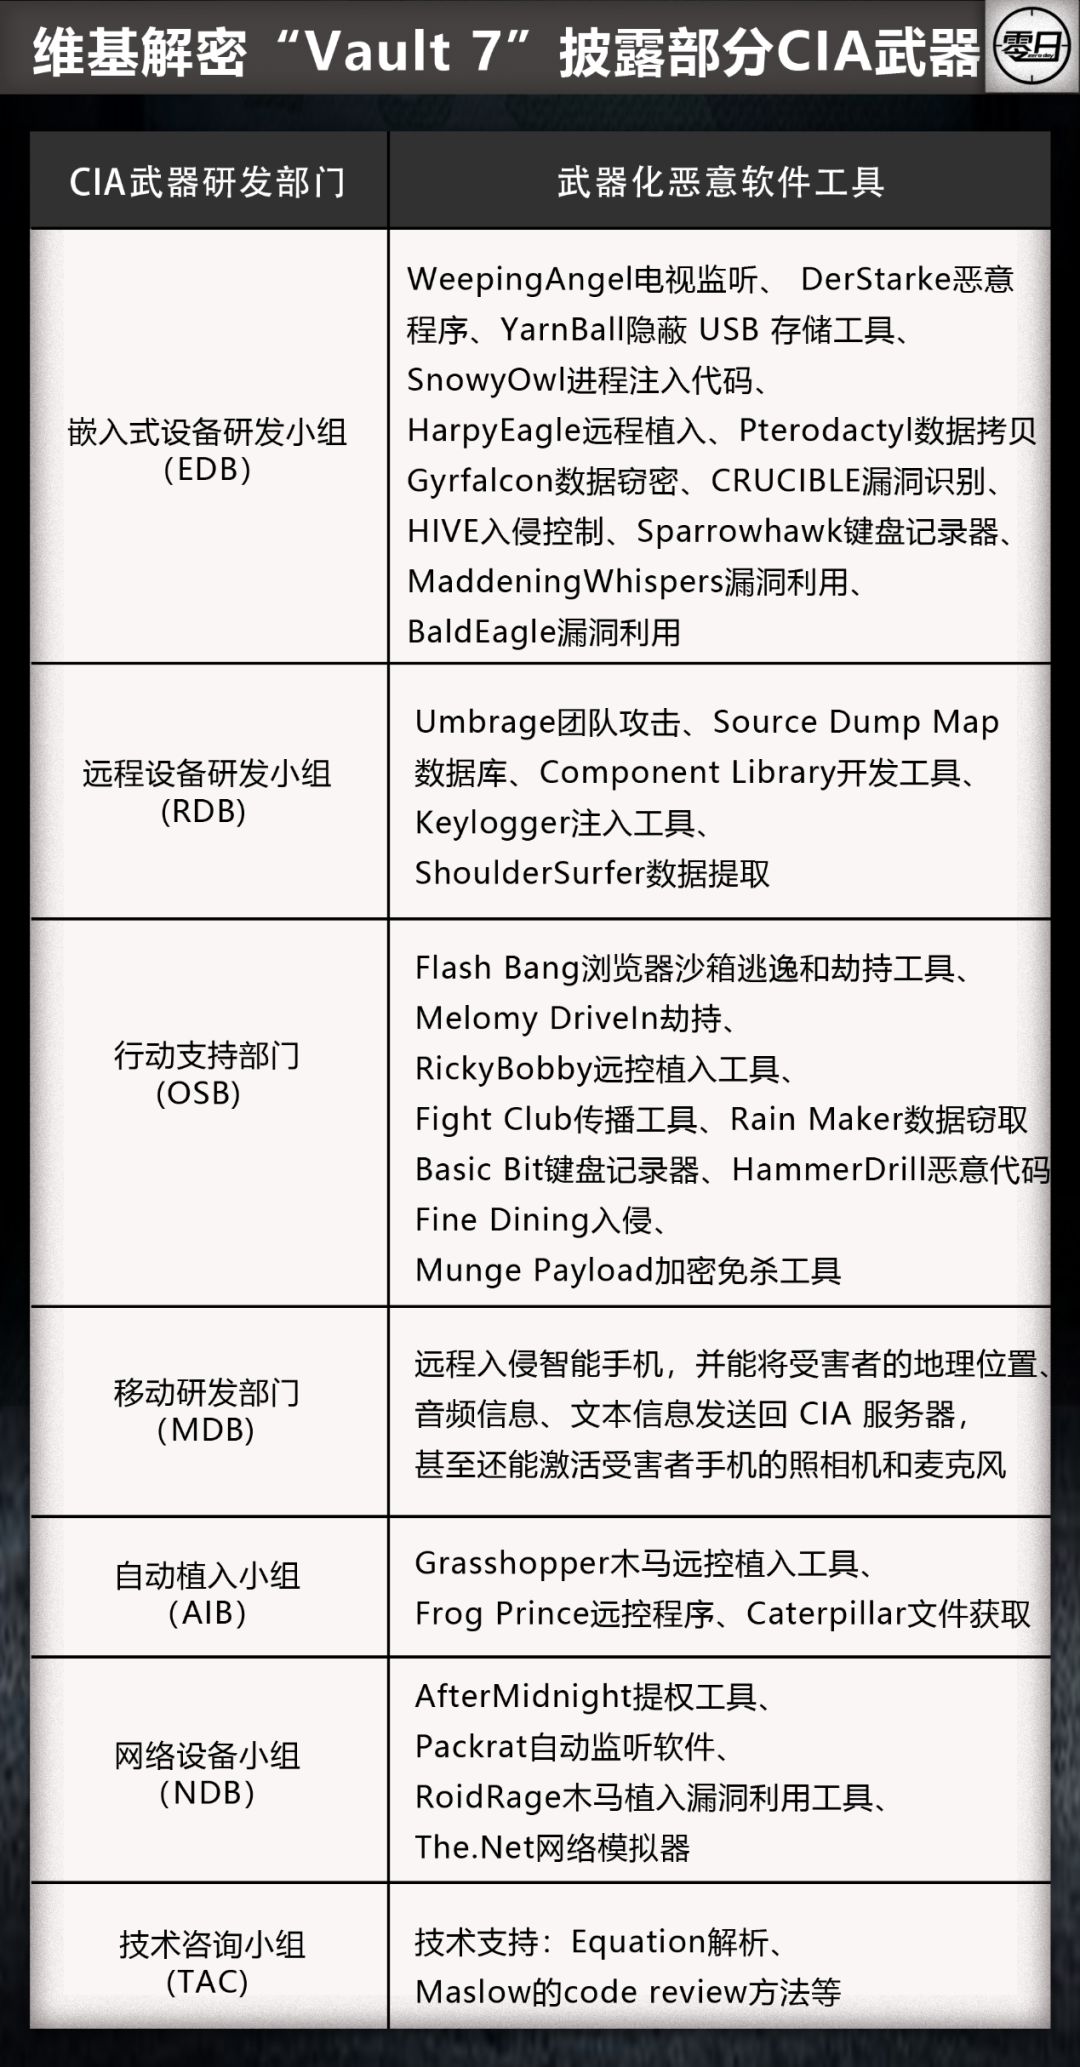 维基解密“Vault 7”披露部分CIA武器
零日
CIA武器研发部门
武器化恶意软件工具
嵌入式设备研发小组
（EDB）
WeepingAngel电视监听、 DerStarke恶意
程序、YarnBall隐蔽 USB 存储工具、
SnowyOwl进程注入代码、
HarpyEagle远程植入、Pterodactyl数据拷贝
Gyrfalcon数据窃密、CRUCIBLE漏洞识别、
HIVE入侵控制、Sparrowhawk键盘记录器、
MaddeningWhispers漏洞利用、
BaldEagle漏洞利用
远程设备研发小组
(RDB)
Umbrage团队攻击、Source Dump Map
数据库、Component Library开发工具、
Keylogger注入工具、
ShoulderSurfer数据提取
行动支持部门
(OSB)
Flash Bang浏览器沙箱逃逸和劫持工具、
Melomy DriveIn劫持、
RickyBobby远控植入工具、
Fight Club传播工具、Rain Maker数据窃取
Basic Bit键盘记录器、HammerDrill恶意代码
Fine Dining入侵、
Munge Payload加密免杀工具
移动研发部门
（MDB)
远程入侵智能手机，并能将受害者的地理位置、
音频信息、文本信息发送回 CIA 服务器，
甚至还能激活受害者手机的照相机和麦克风
自动植入小组
（AIB）
Grasshopper木马远控植入工具、
Frog Prince远控程序、Caterpillar文件获取
网络设备小组
（NDB）
AfterMidnight提权工具、
Packrat自动监听软件、
RoidRage木马植入漏洞利用工具、
The.Net网络模拟器
技术咨询小组
(TAC)
技术支持：Equation解析、
Maslow的code review方法等